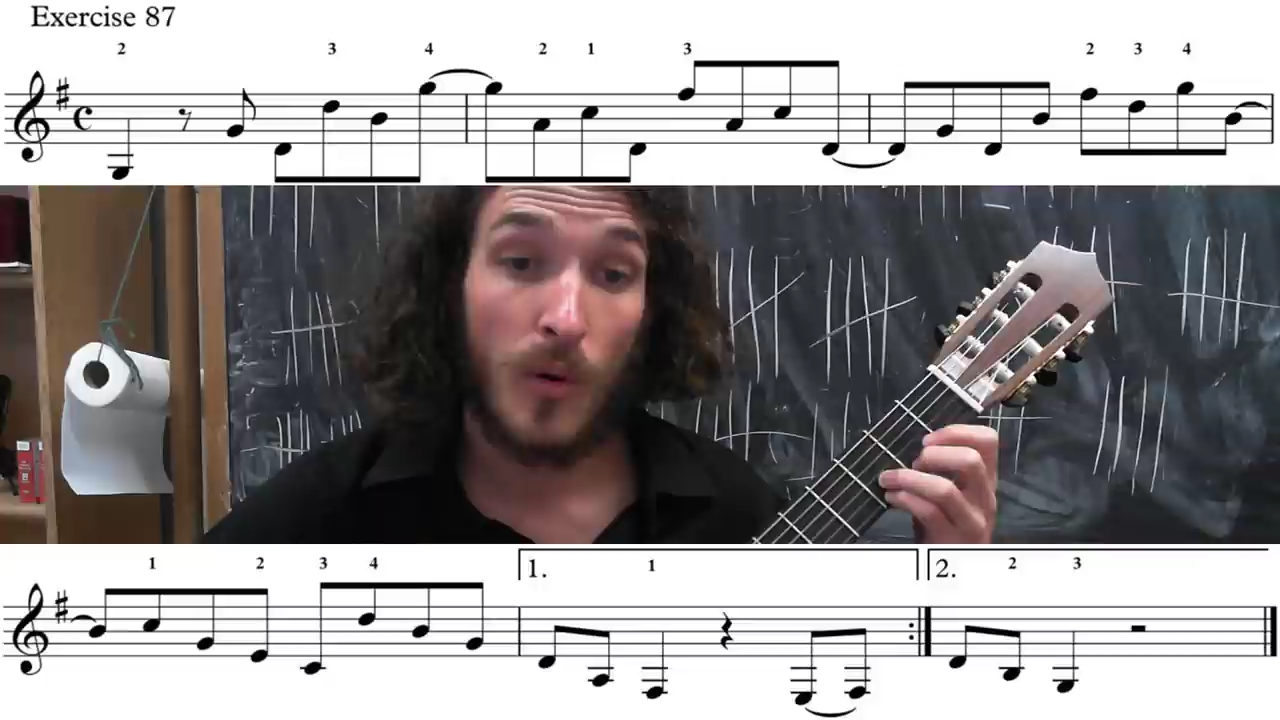 Exercise 87
2 3 4 2 1 3 2 3 4
1 2 3 4 1 2 3
1. 2.